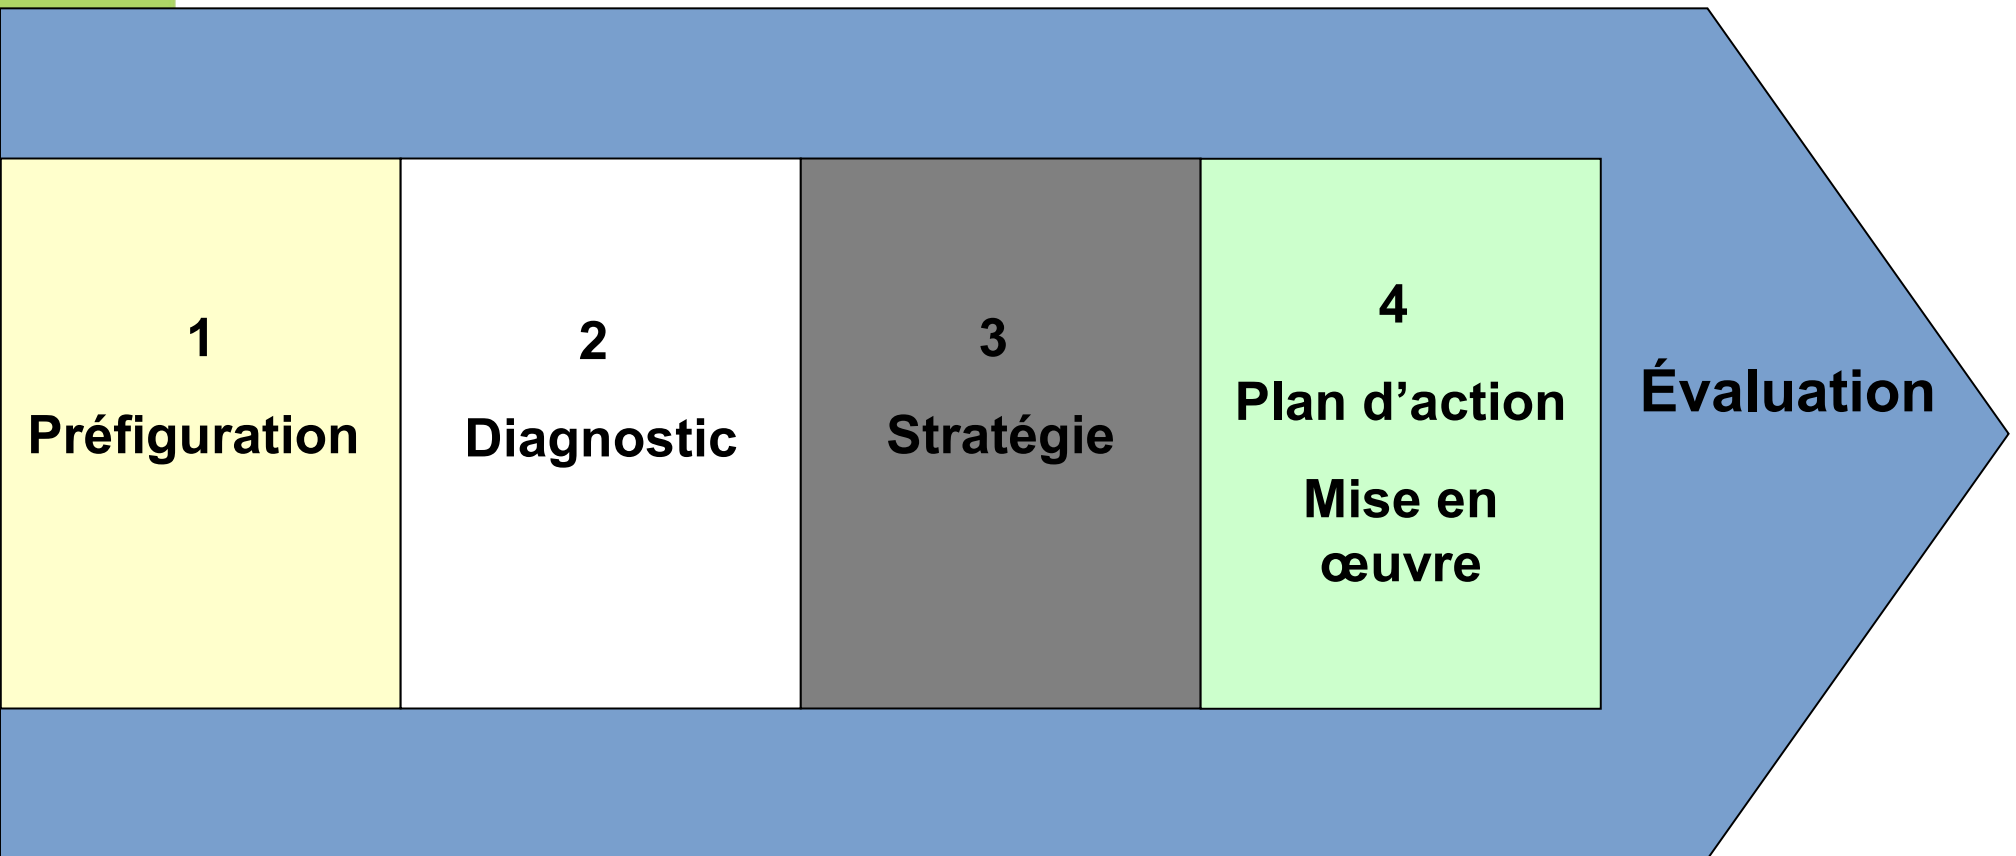 1
Préfiguration
2
Diagnostic
3
Stratégie
4
Plan d’action
Mise en
œuvre
Évaluation